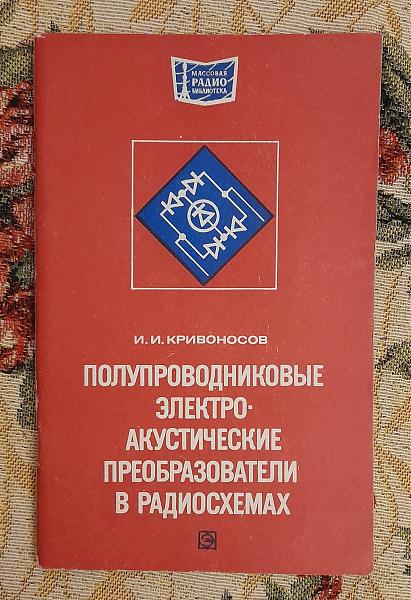 МАССОВАЯ
РАДИО
БИБЛИОТЕКА
И. И. КРИВОНОСОВ
ПОЛУПРОВОДНИКОВЫЕ
ЭЛЕКТРО-
АКУСТИЧЕСКИЕ
ПРЕОБРАЗОВАТЕЛИ
В РАДИОСХЕМАХ
Э